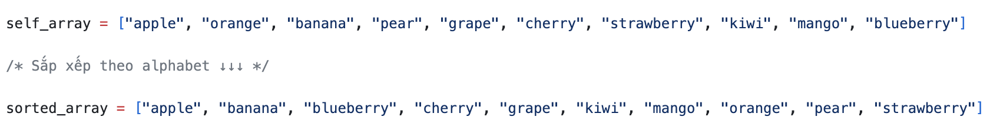 self_array = ["apple", "orange", "banana", "pear", "grape", "cherry", "strawberry", "kiwi", "mango", "blueberry"]
/* Sắp xếp theo alphabet ↓↓↓ */
sorted_array = ["apple", "banana", "blueberry", "cherry", "grape", "kiwi", "mango", "orange", "pear", "strawberry"]